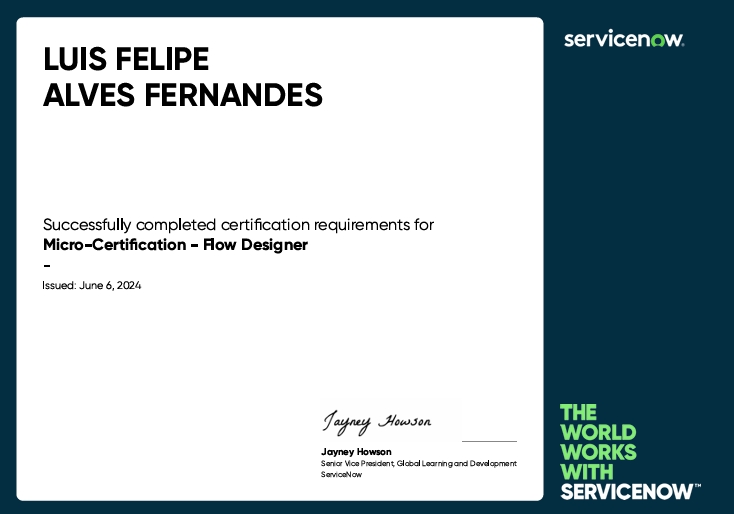 LUIS FELIPE
ALVES FERNANDES
servicenow.
Successfully completed certification requirements for
Micro-Certification - Flow Designer
-
Issued: June 6, 2024
Jayney Howson
Jayney Howson
Senior Vice President, Global Learning and Development
ServiceNow
THE
WORLD
WORKS
WITH
SERVICENOW™